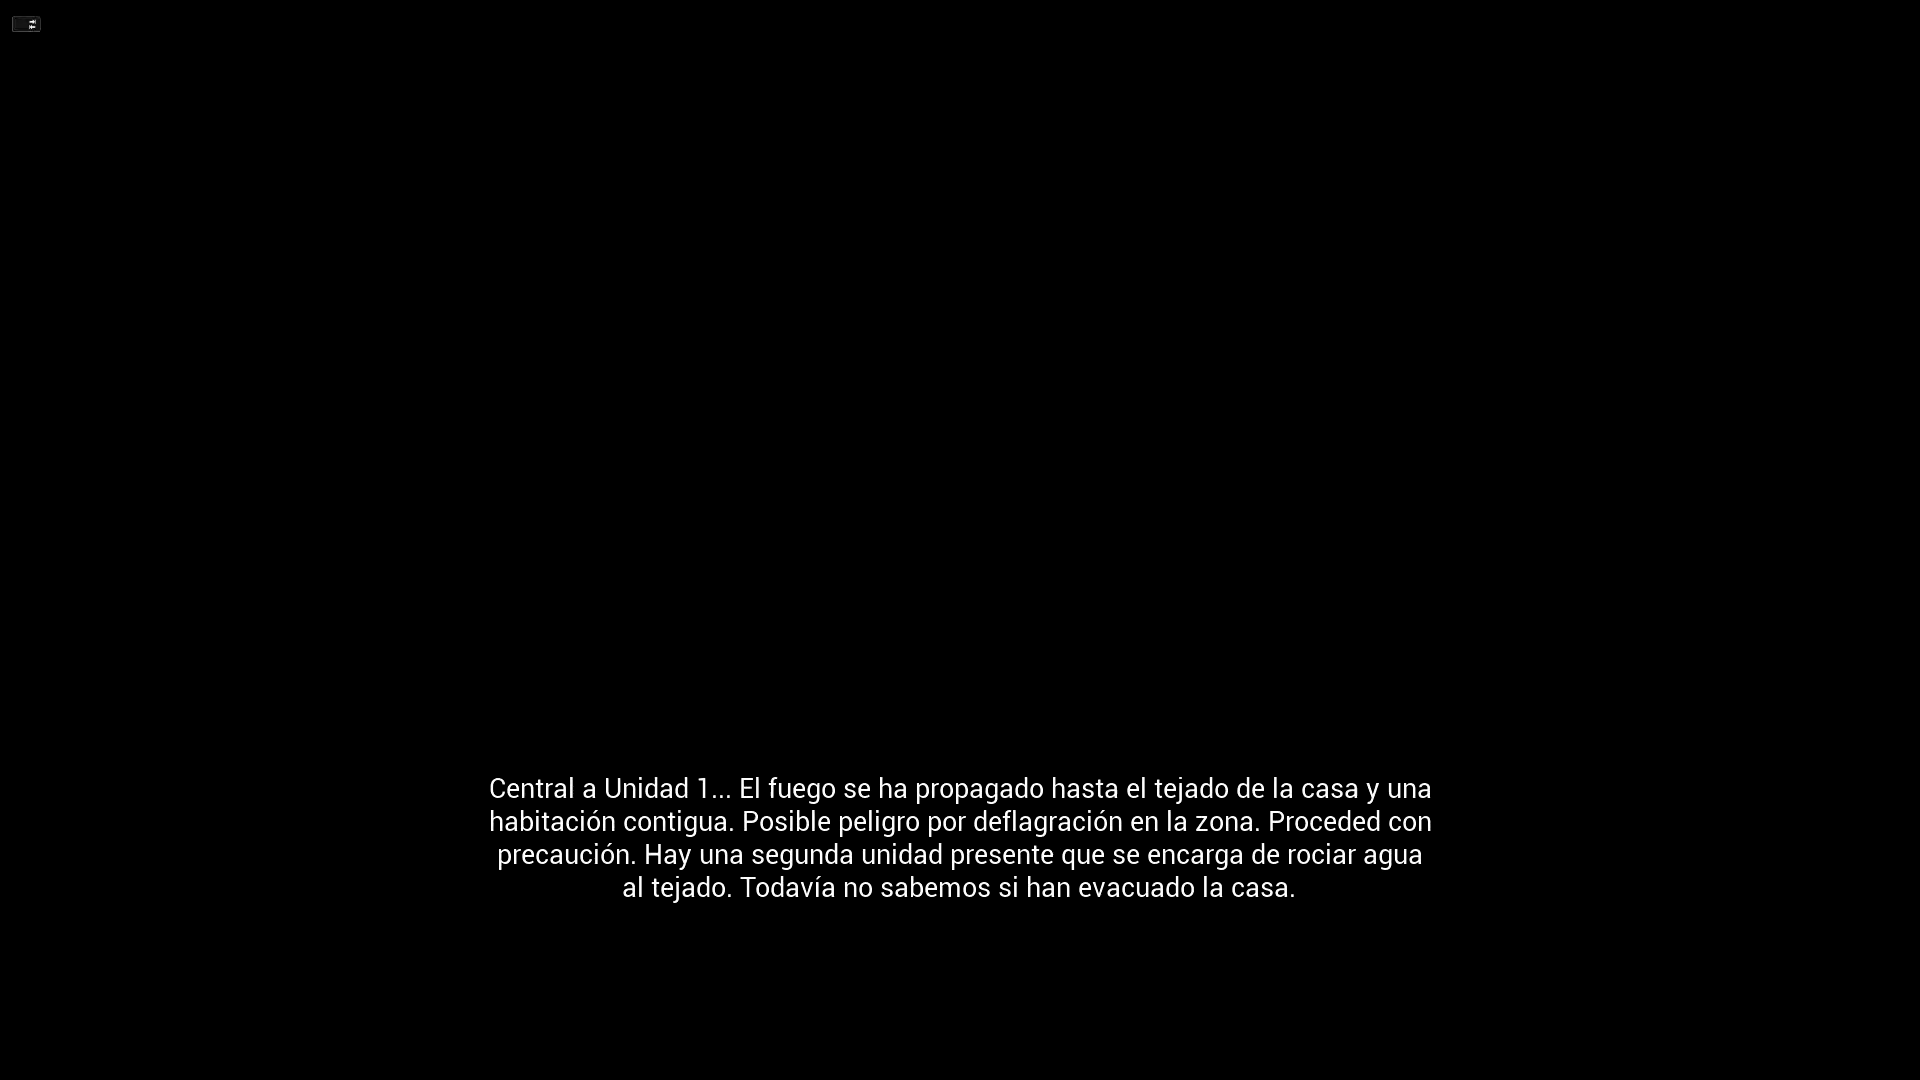 Central a Unidad 1... El fuego se ha propagado hasta el tejado de la casa y una
habitación contigua. Posible peligro por deflagración en la zona. Proceded con
precaución. Hay una segunda unidad presente que se encarga de rociar agua
al tejado. Todavía no sabemos si han evacuado la casa.